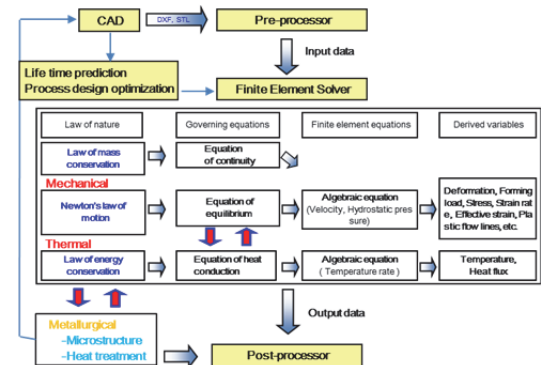 CAD
DXF, STL
Pre-processor
Input data
Life time prediction
Process design optimization
Finite Element Solver
Law of nature
Governing equations
Finite element equations
Derived variables
Law of mass
conservation
Equation
of continuity
Mechanical
Newton's law of
motion
Equation of
equilibrium
Algebraic equation
(Velocity, Hydrostatic pres
sure)
Deformation, Forming
load, Stress, Strain rat
e, Effective strain, Pla
stic flow lines, etc.
Thermal
Law of energy
conservation
Equation of heat
conduction
Algebraic equation
( Temperature rate )
Temperature,
Heat flux
Output data
Metallurgical
-Microstructure
-Heat treatment
Post-processor